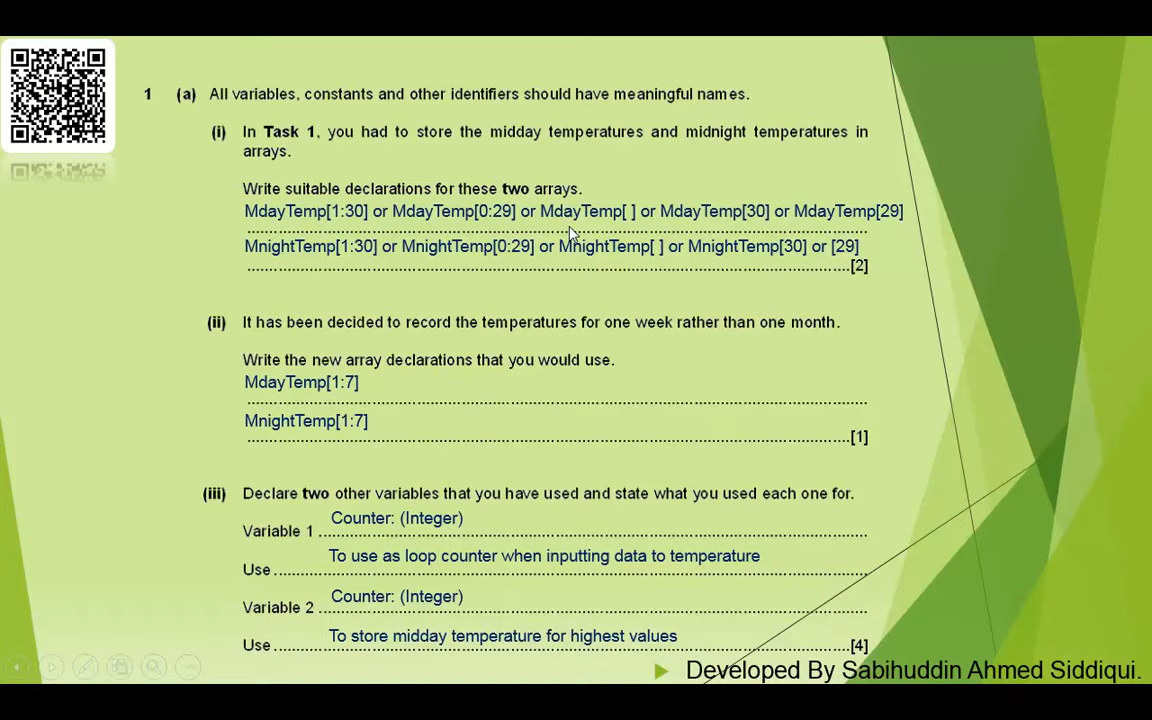 1 (a) All variables, constants and other identifiers should have meaningful names.
(i) In Task 1, you had to store the midday temperatures and midnight temperatures in
arrays.
Write suitable declarations for these two arrays.
MdayTemp[1:30] or MdayTemp[0:29] or MdayTemp[ ] or MdayTemp[30] or MdayTemp[29]
MnightTemp[1:30] or MnightTemp[0:29] or MnightTemp[ ] or MnightTemp[30] or [29]
[2]
(ii) It has been decided to record the temperatures for one week rather than one month.
Write the new array declarations that you would use.
MdayTemp[1:7]
MnightTemp[1:7]
[1]
(iii) Declare two other variables that you have used and state what you used each one for.
Counter: (Integer)
Variable 1
To use as loop counter when inputting data to temperature
Use
Counter: (Integer)
Variable 2
To store midday temperature for highest values
Use [4]
Developed By Sabihuddin Ahmed Siddiqui.